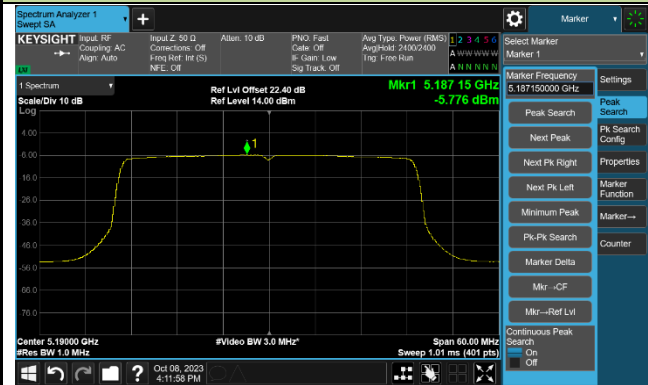 Spectrum Analyzer 1
Swept SA
Marker
KEYSIGHT
Input: RF
Coupling: AC
Align: Auto
Input Z: 50 Ω
Corrections: Off
Freq Ref: Int (S)
NFE: Off
Atten: 10 dB
PNO: Fast
Gate: Off
IF Gain: Low
Sig Track: Off
Avg Type: Power (RMS)
Avg|Hold: 2400/2400
Trig: Free Run
1 2 3 4 5 6
A W W W W W
A N N N N N
LXI
Select Marker
Marker 1
1 Spectrum
Scale/Div 10 dB
Log
Ref Lvl Offset 22.40 dB
Ref Level 14.00 dBm
Mkr1 5.187 15 GHz
-5.776 dBm
1
4.00
-6.00
-16.0
-26.0
-36.0
-46.0
-56.0
-66.0
-76.0
Center 5.19000 GHz
#Res BW 1.0 MHz
#Video BW 3.0 MHz*
Span 60.00 MHz
Sweep 1.01 ms (401 pts)
Marker Frequency
5.187150000 GHz
Peak Search
Next Peak
Next Pk Right
Next Pk Left
Minimum Peak
Pk-Pk Search
Marker Delta
Mkr→CF
Mkr→Ref Lvl
Continuous Peak
Search
On
Off
Settings
Peak
Search
Pk Search
Config
Properties
Marker
Function
Marker→
Counter
?
Oct 08, 2023
4:11:58 PM